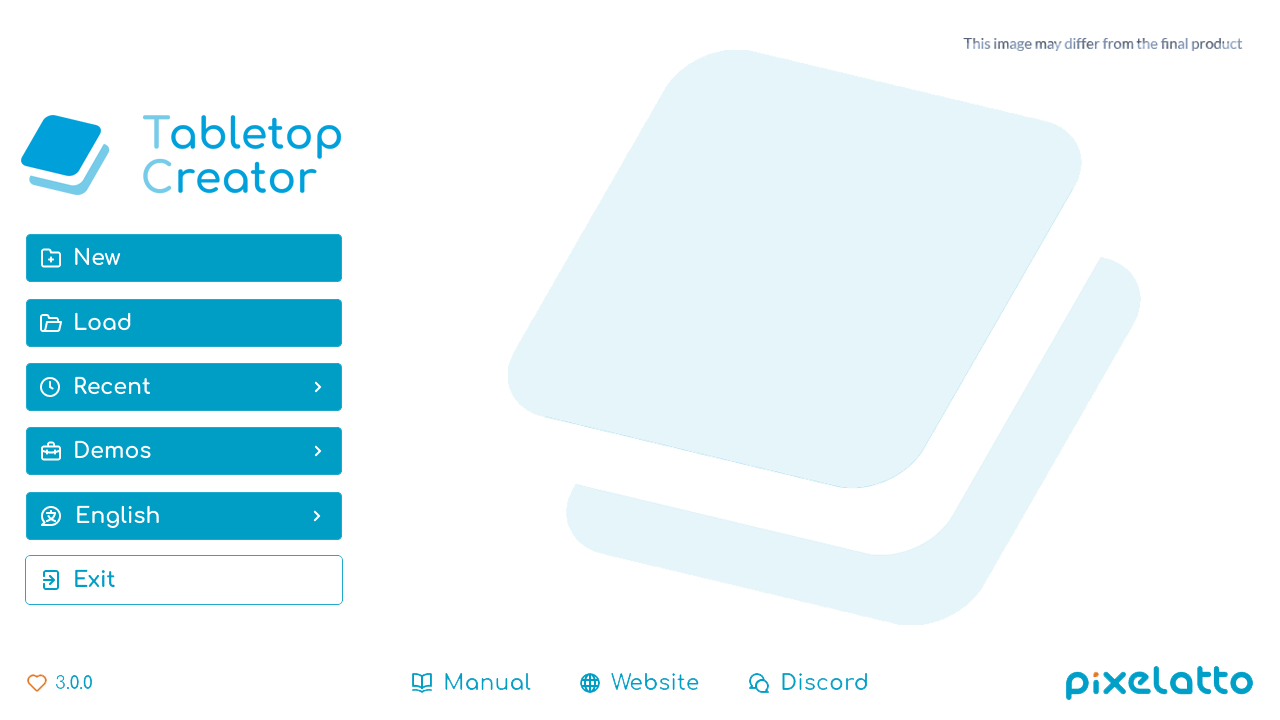 This image may differ from the final product
Tabletop
Creator
New
Load
Recent
Demos
English
Exit
3.0.0
Manual
Website
Discord
pixelatto